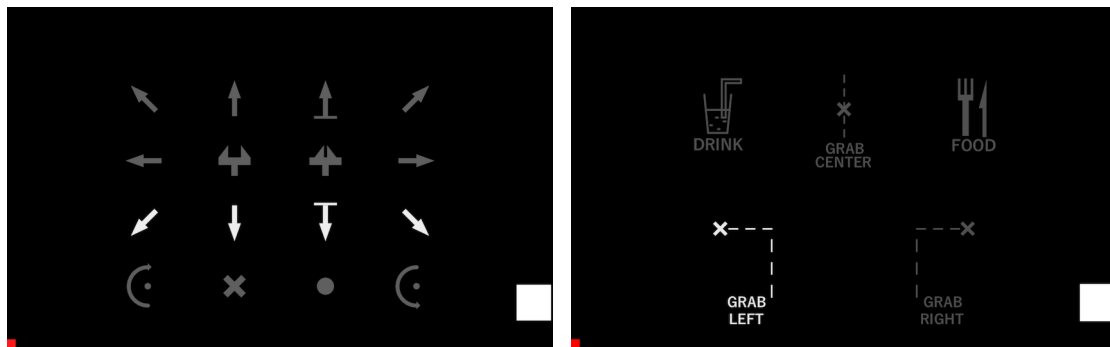 DRINK
GRAB
CENTER
FOOD
GRAB
LEFT
GRAB
RIGHT